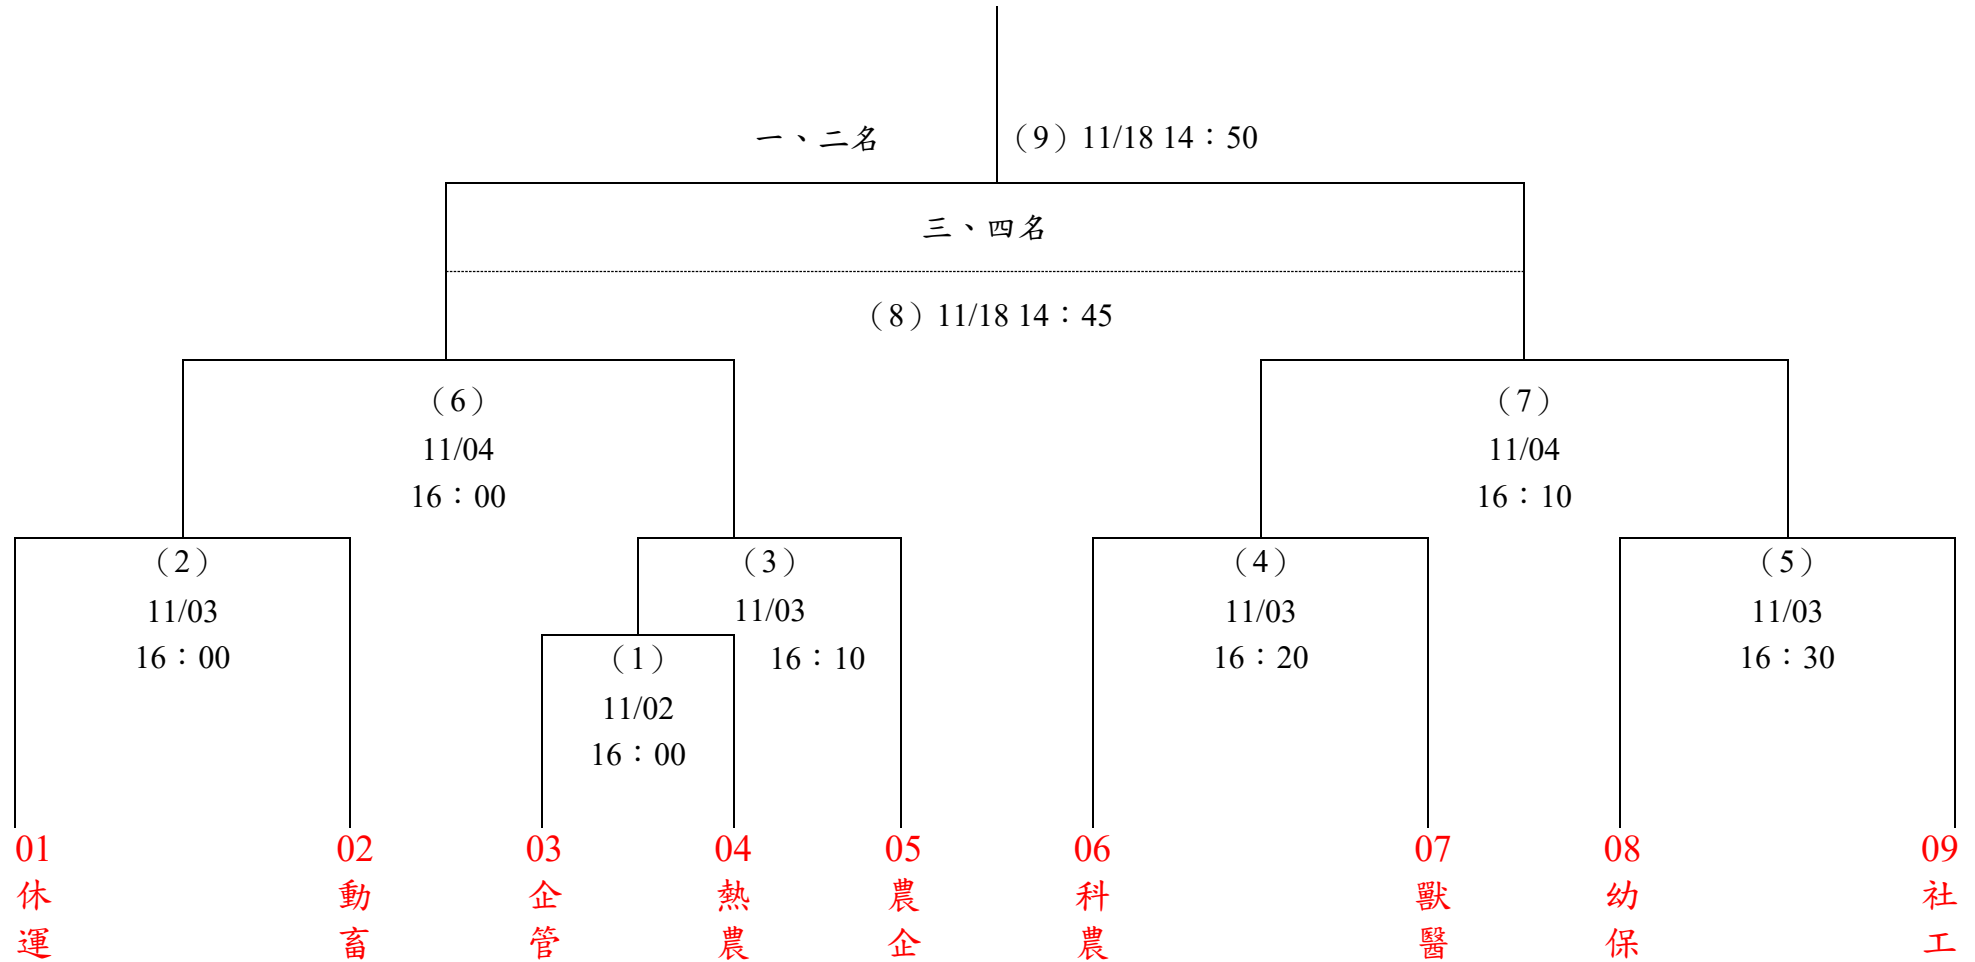 一、二名
（9）11/18 14：50
三、四名
（8）11/18 14：45
（6）
11/04
16：00
（7）
11/04
16：10
（2）
11/03
16：00
（3）
11/03
16：10
（1）
11/02
16：00
（4）
11/03
16：20
（5）
11/03
16：30
01
休
運
02
動
畜
03
企
管
04
熱
農
05
農
企
06
科
農
07
獸
醫
08
幼
保
09
社
工